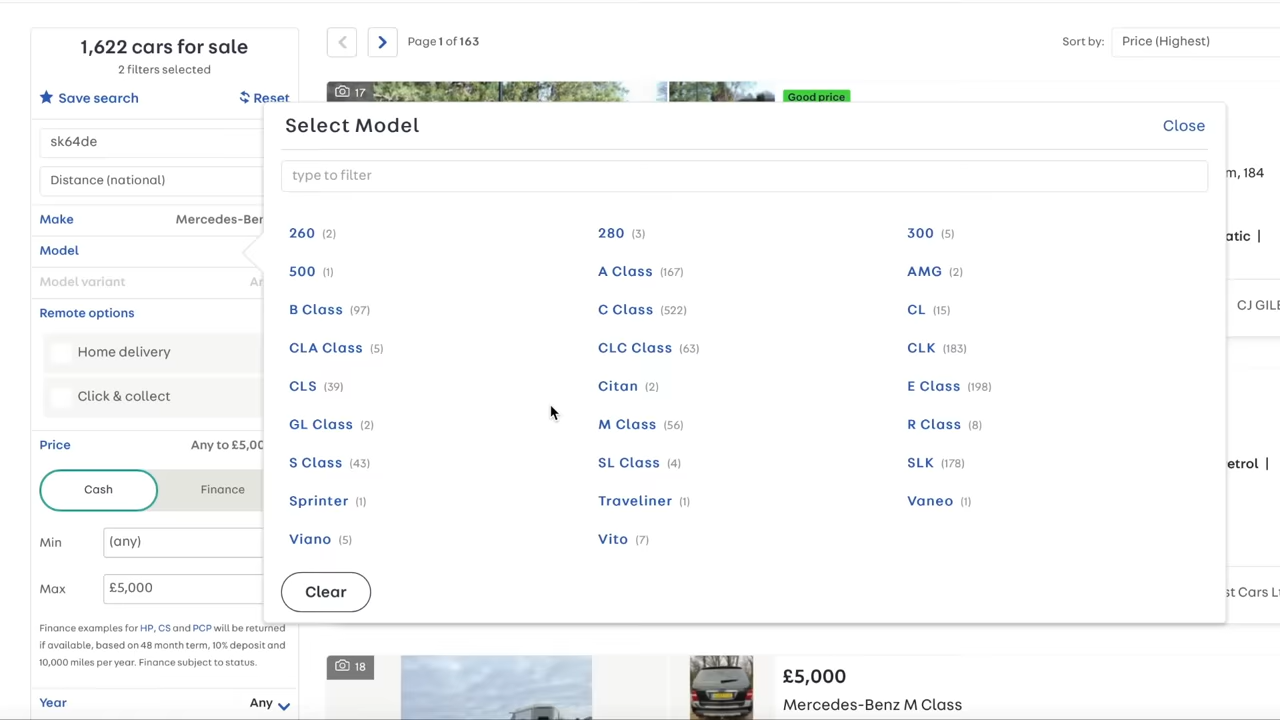 1,622 cars for sale
2 filters selected
Save search
Reset
sk64de
Distance (national)
Make Mercedes-Ber
Model
Model variant
Remote options
Home delivery
Click & collect
Price Any to £5,00
Cash Finance
Min (any)
Max £5,000
Finance examples for HP, CS and PCP will be returned
if available, based on 48 month term, 10% deposit and
10,000 miles per year. Finance subject to status.
Year Any
Page 1 of 163
Sort by: Price (Highest)
17
Good price
Select Model
Close
type to filter
260 (2) 280 (3) 300 (5)
500 (1) A Class (167) AMG (2)
B Class (97) C Class (522) CL (15)
CLA Class (5) CLC Class (63) CLK (183)
CLS (39) Citan (2) E Class (198)
GL Class (2) M Class (56) R Class (8)
S Class (43) SL Class (4) SLK (178)
Sprinter (1) Traveliner (1) Vaneo (1)
Viano (5) Vito (7)
Clear
m, 184
atic |
CJ GILE
etrol |
st Cars Lt
18
£5,000
Mercedes-Benz M Class